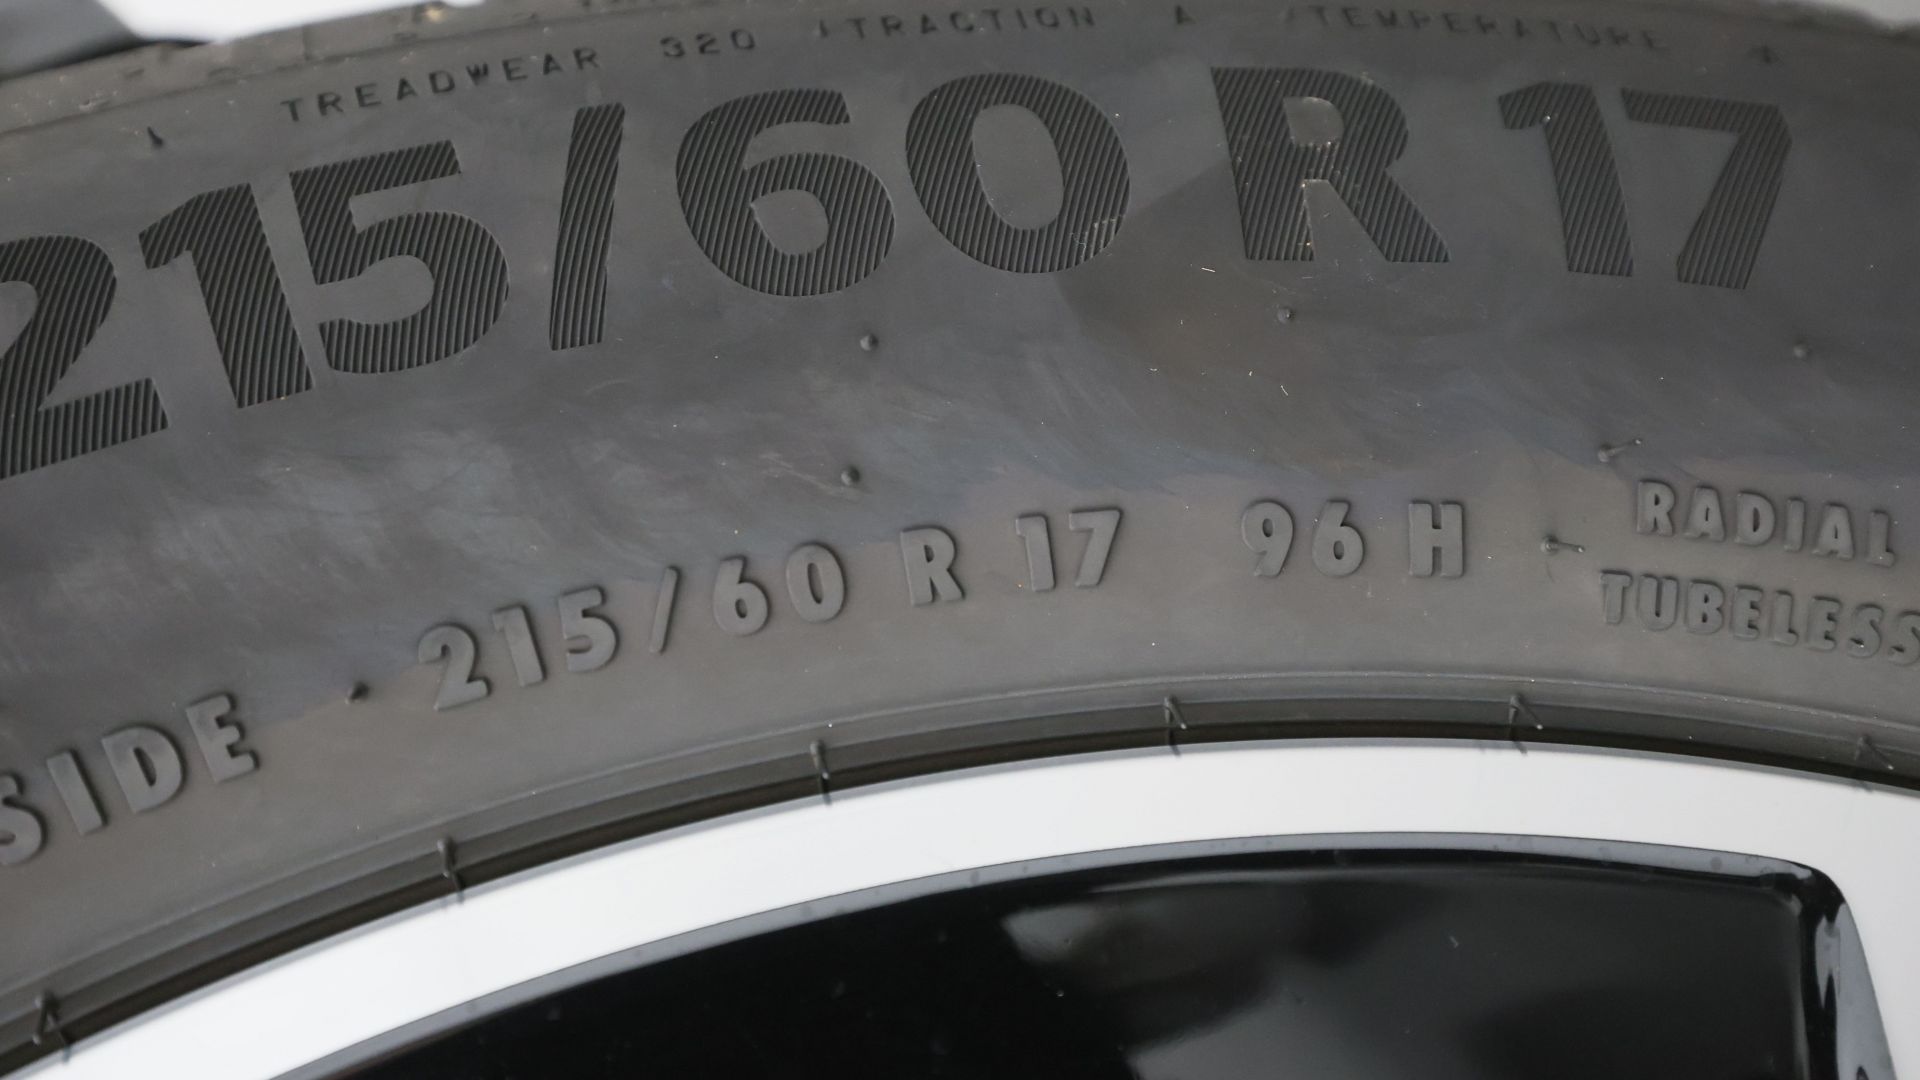 TREADWEAR 320 TRACTION A TEMPERATURE A
215/60 R 17
SIDE 215/60 R 17 96 H
RADIAL
TUBELESS